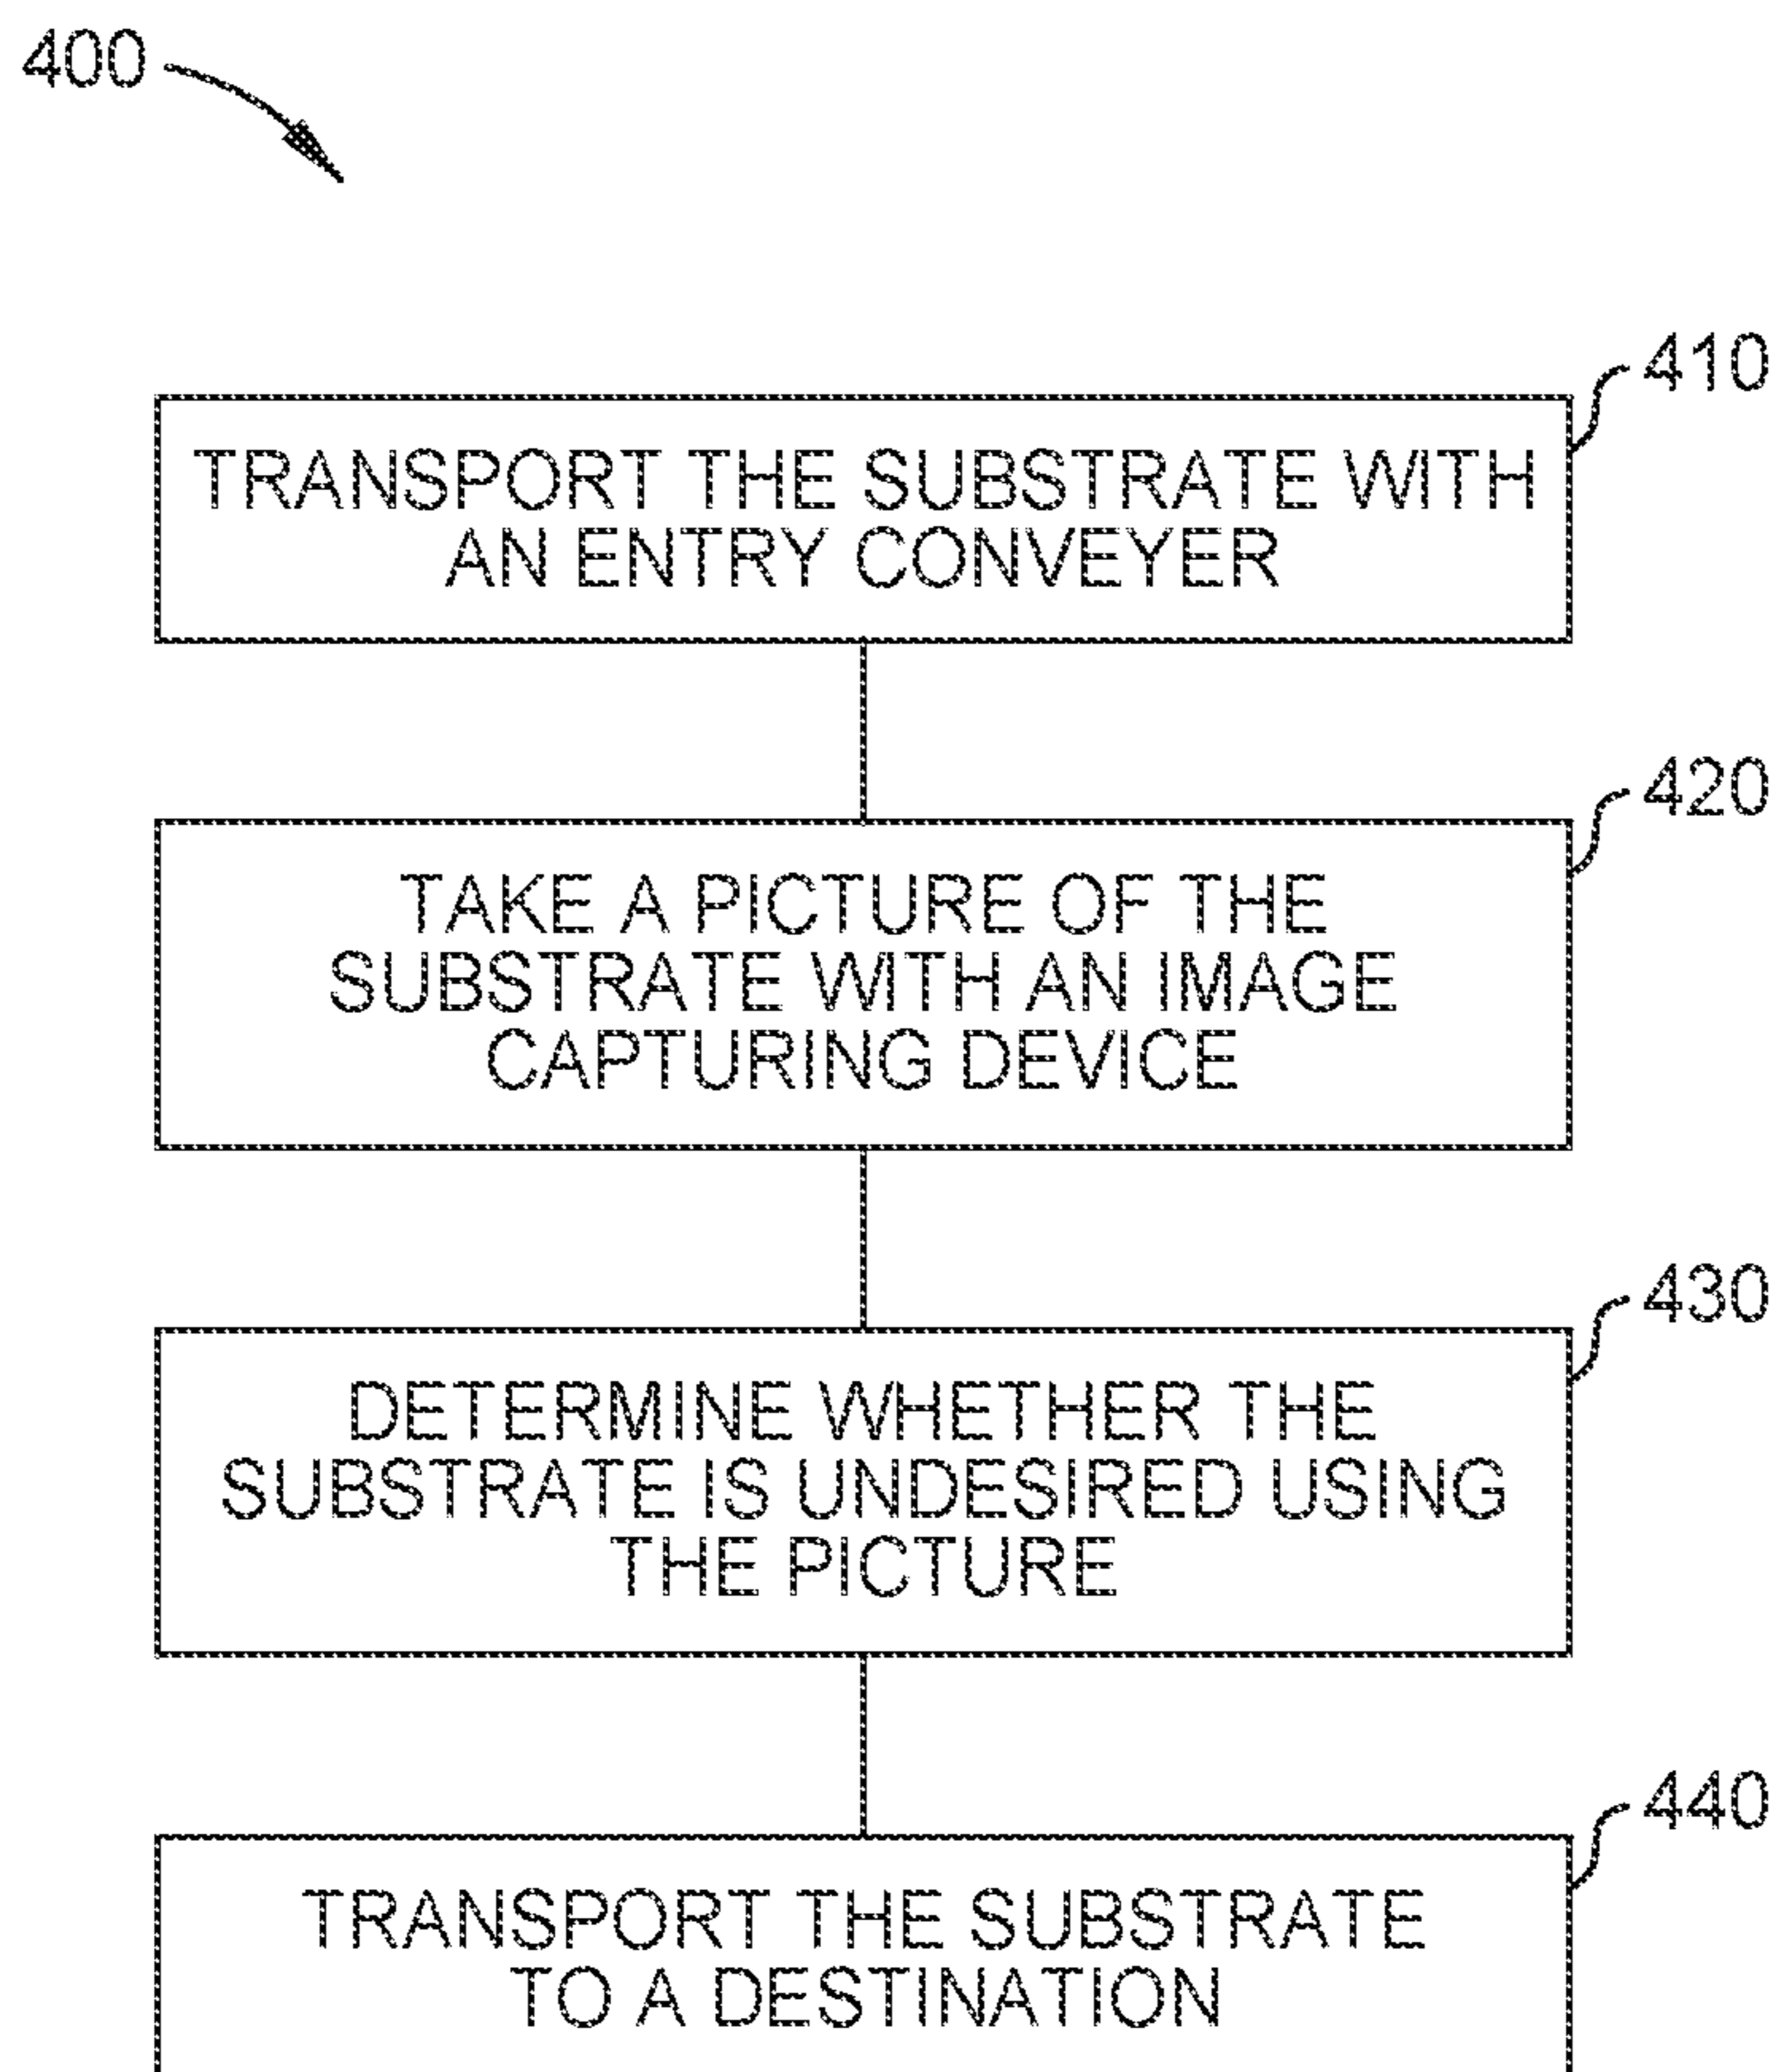 400
410
TRANSPORT THE SUBSTRATE WITH
AN ENTRY CONVEYER
420
TAKE A PICTURE OF THE
SUBSTRATE WITH AN IMAGE
CAPTURING DEVICE
430
DETERMINE WHETHER THE
SUBSTRATE IS UNDESIRED USING
THE PICTURE
440
TRANSPORT THE SUBSTRATE
TO A DESTINATION